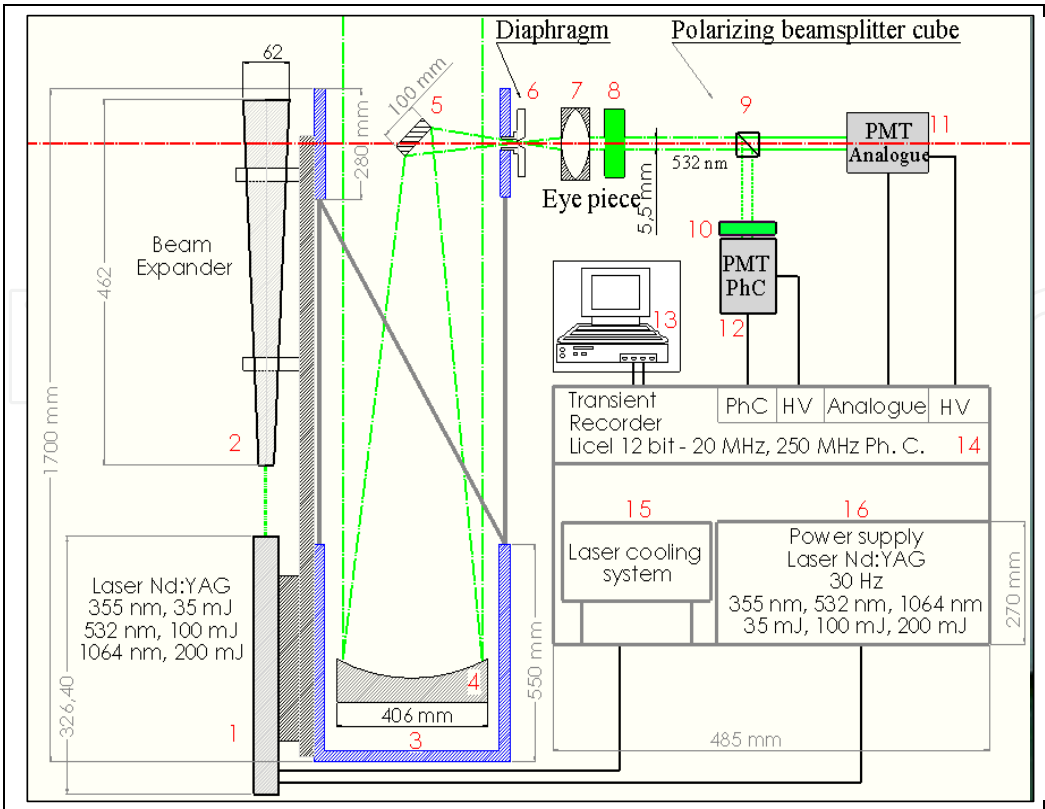 Diaphragm
Polarizing beamsplitter cube
62
100 mm
5
6
7
8
9
PMT
Analogue
11
280 mm
532 nm
Eye piece
5,5 mm
10
PMT
PhC
12
Beam
Expander
462
1700 mm
2
13
Transient
Recorder
PhC
HV
Analogue
HV
Licel 12 bit - 20 MHz, 250 MHz Ph. C.
14
15
16
Laser cooling
system
Power supply
Laser Nd:YAG
30 Hz
355 nm, 532 nm, 1064 nm
35 mJ, 100 mJ, 200 mJ
270 mm
Laser Nd:YAG
355 nm, 35 mJ
532 nm, 100 mJ
1064 nm, 200 mJ
326,40
1
4
406 mm
3
550 mm
485 mm